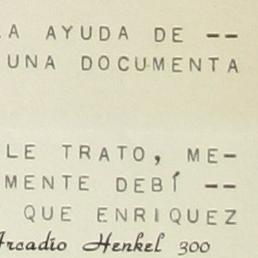 LA AYUDA DE --
UNA DOCUMENTA
LE TRATO, ME-
MENTE DEBÍ --
QUE ENRIQUEZ
Arcadio Henkel 300